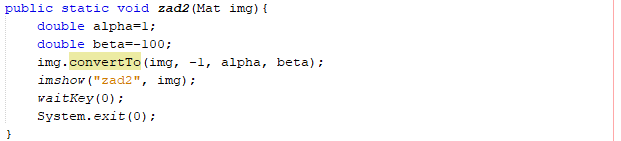 public static void zad2(Mat img){
    double alpha=1;
    double beta=-100;
    img.convertTo(img, -1, alpha, beta);
    imshow("zad2", img);
    waitKey(0);
    System.exit(0);
}